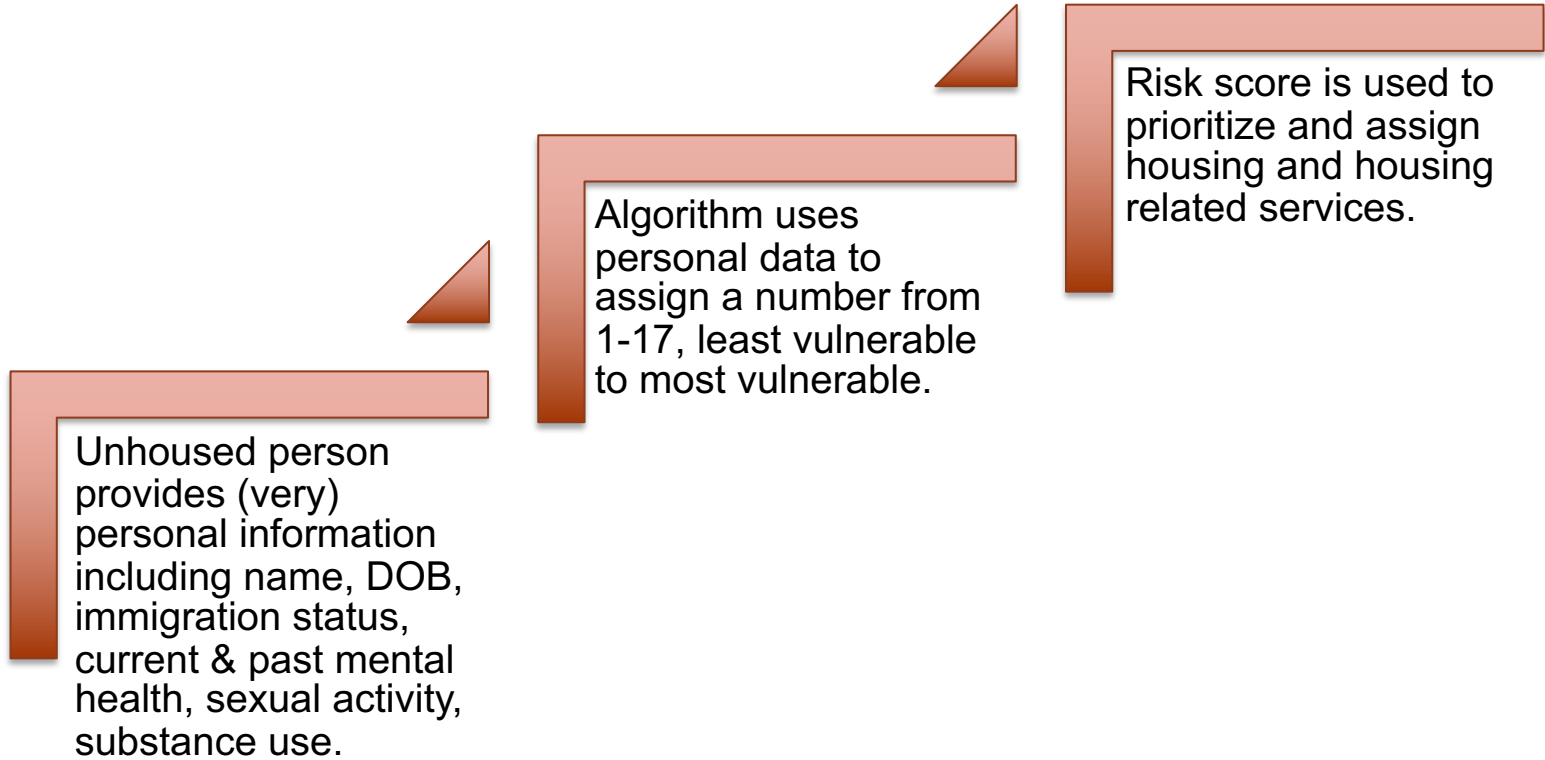 Unhoused person
provides (very)
personal information
including name, DOB,
immigration status,
current & past mental
health, sexual activity,
substance use.
Algorithm uses
personal data to
assign a number from
1-17, least vulnerable
to most vulnerable.
Risk score is used to
prioritize and assign
housing and housing
related services.